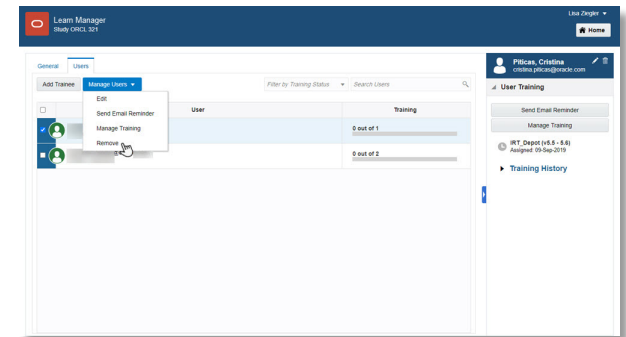 Learn Manager
Study ORCL 321
Lisa Ziegler
Home
General Users
Add Trainee Manage Users Filter by Training Status Search Users
Edit
Send Email Reminder
Manage Training
Remove
User Training
0 out of 1
0 out of 2
Piticas, Cristina
cristina.piticas@oracle.com
User Training
Send Email Reminder
Manage Training
IRT_Depot (v5.5 - 5.6)
Assigned: 09-Sep-2019
Training History